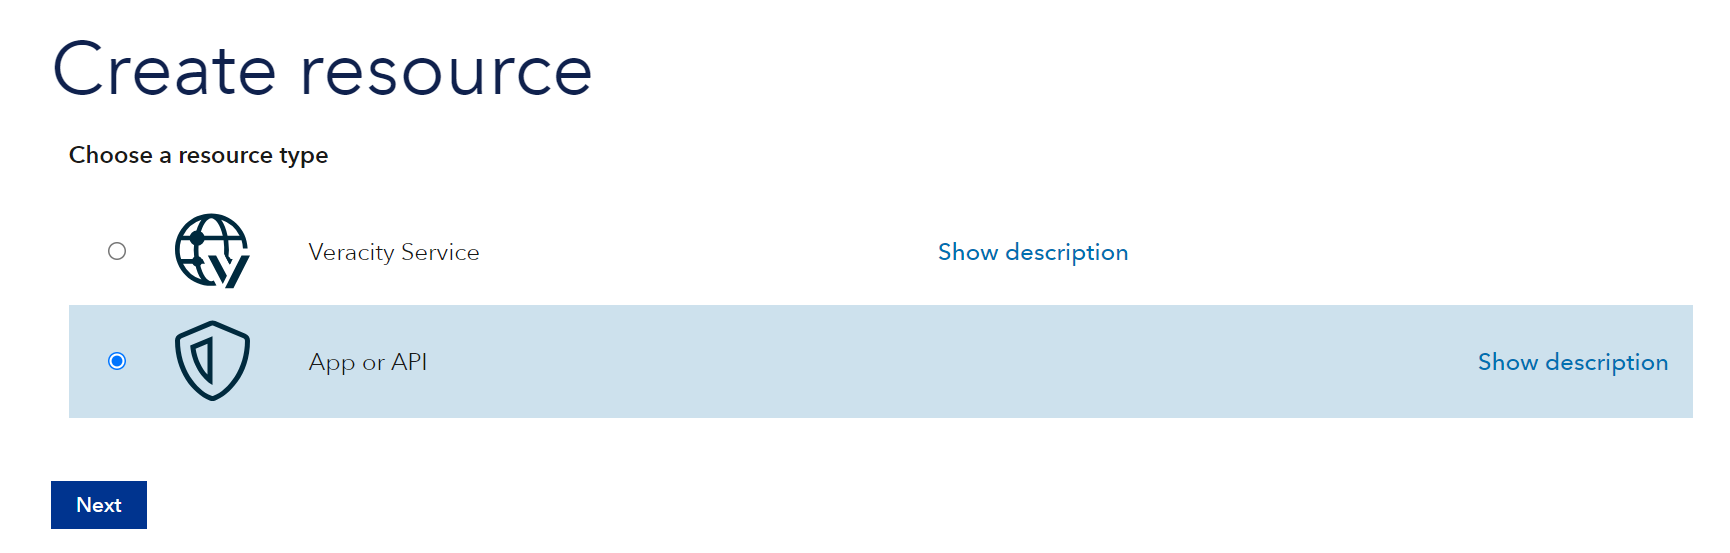 Create resource
Choose a resource type
Veracity Service Show description
App or API Show description
Next